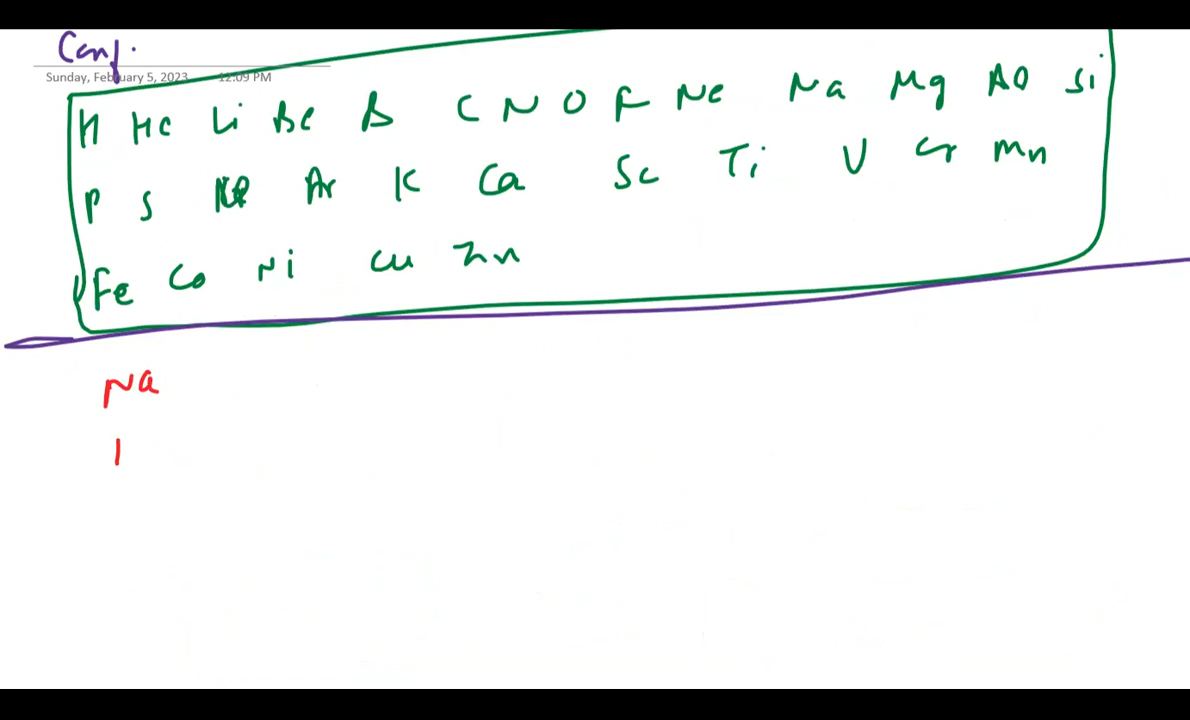 Conf.
Sunday, February 5, 2023 12:09 PM
H He Li Be B C N O F Ne Na Mg Al Si
P S Ar K Ca Sc Ti V Cr Mn
Fe Co Ni Cu Zn
Na